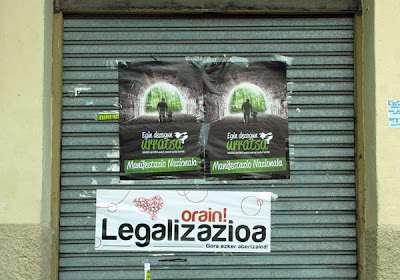 Egin dezagun
urratsa
Manifestazio Nazionala
Egin dezagun
urratsa
Manifestazio Nazionala
orain!
Legalizazioa
Gora ezker abertzalea!